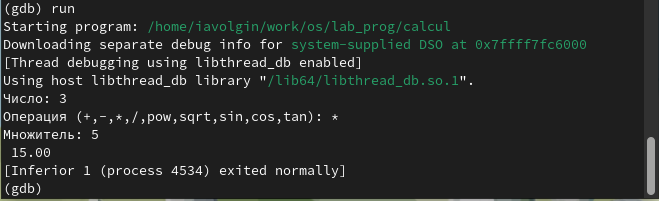 (gdb) run
Starting program: /home/iavolgin/work/os/lab_prog/calcul
Downloading separate debug info for system-supplied DSO at 0x7ffff7fc6000
[Thread debugging using libthread_db enabled]
Using host libthread_db library "/lib64/libthread_db.so.1".
Число: 3
Операция (+,-,*,/,pow,sqrt,sin,cos,tan): *
Множитель: 5
 15.00
[Inferior 1 (process 4534) exited normally]
(gdb)